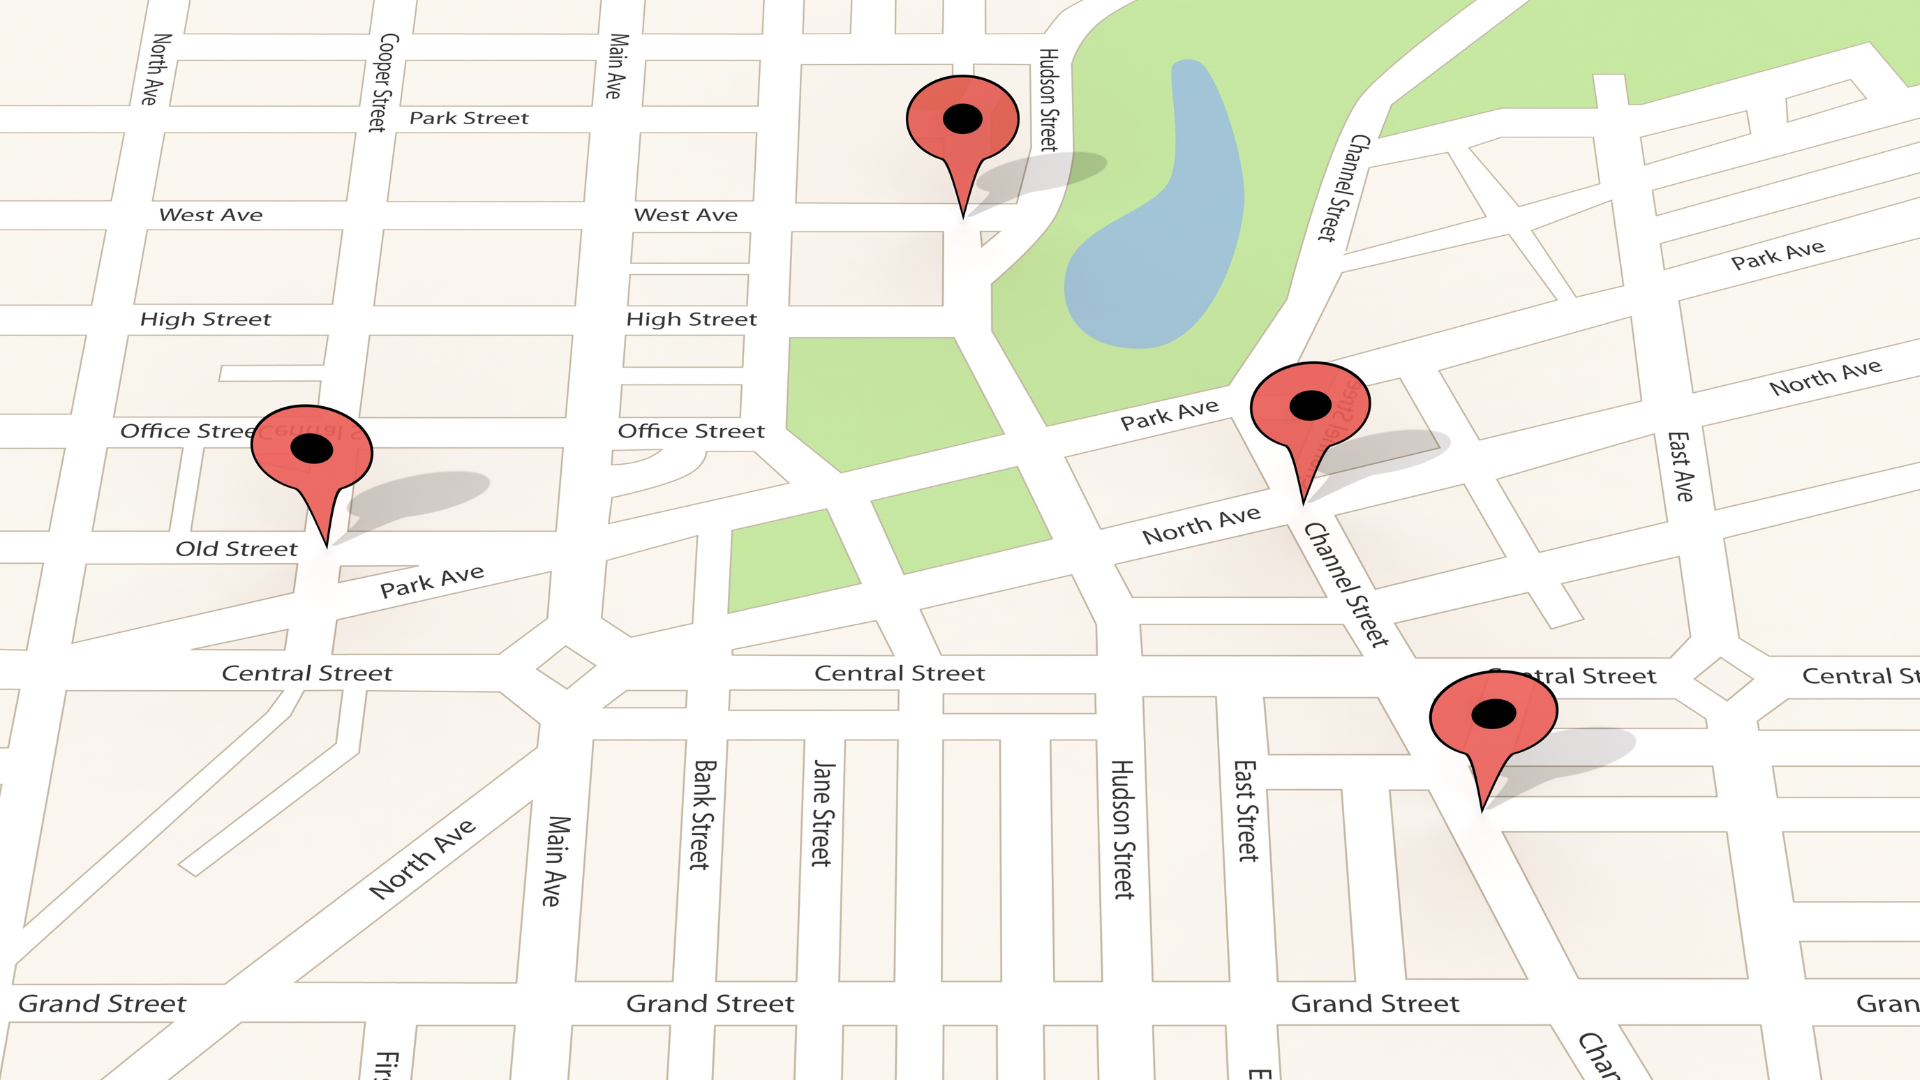 North Ave
Cooper Street
Main Ave
Hudson Street
Park Street
Channel Street
West Ave
West Ave
Park Ave
High Street
High Street
North Ave
Park Ave
Office Stree
Central S
Office Street
East Ave
North Ave
Old Street
Park Ave
Channel Street
Central Street
Central Street
tral Street
Central St
Bank Street
Jane Street
Hudson Street
East Street
North Ave
Main Ave
Grand Street
Grand Street
Grand Street
Gran
Firs
E
Chan